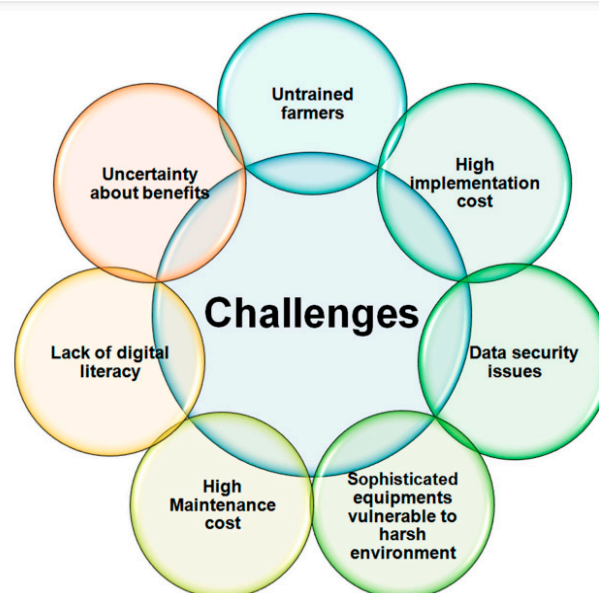 Untrained
farmers
High
implementation
cost
Data security
issues
Sophisticated
equipments
vulnerable to
harsh
environment
High
Maintenance
cost
Lack of digital
literacy
Uncertainty
about benefits
Challenges